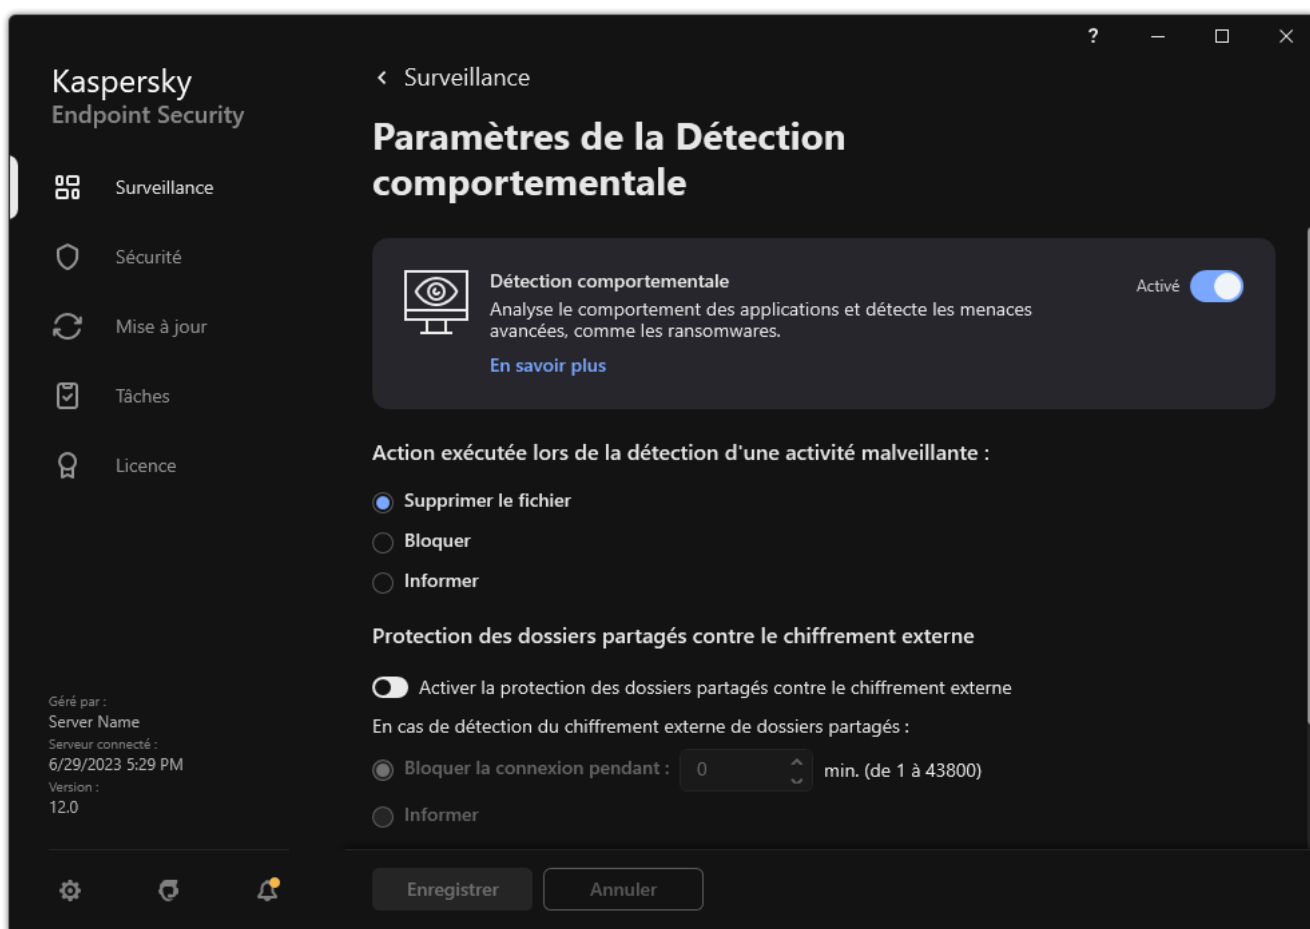 ?
Kaspersky
Endpoint Security
Surveillance
Sécurité
Mise à jour
Tâches
Licence
Géré par :
Server Name
Serveur connecté :
6/29/2023 5:29 PM
Version :
12.0
Surveillance
Paramètres de la Détection
comportementale
Détection comportementale
Activé
Analyse le comportement des applications et détecte les menaces
avancées, comme les ransomwares.
En savoir plus
Action exécutée lors de la détection d'une activité malveillante :
Supprimer le fichier
Bloquer
Informer
Protection des dossiers partagés contre le chiffrement externe
Activer la protection des dossiers partagés contre le chiffrement externe
En cas de détection du chiffrement externe de dossiers partagés :
Bloquer la connexion pendant : 0 min. (de 1 à 43800)
Informer
Enregistrer Annuler